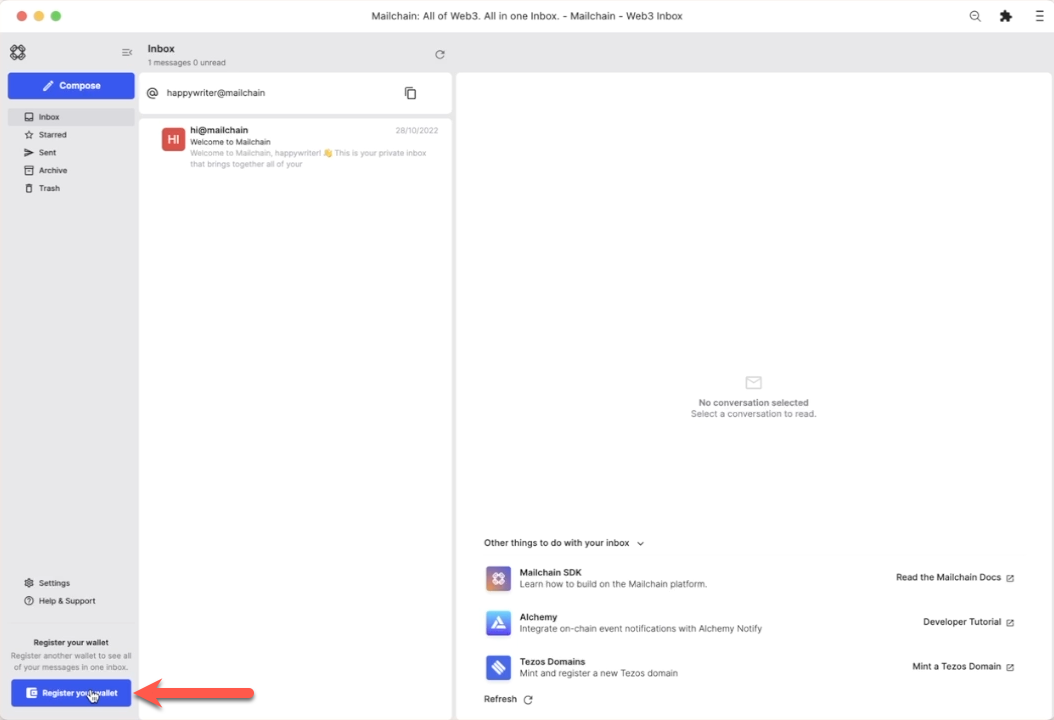 Mailchain: All of Web3. All in one Inbox. - Mailchain - Web3 Inbox
Inbox
1 messages 0 unread
Compose
happywriter@mailchain
Inbox
Starred
Sent
Archive
Trash
HI
hi@mailchain
28/10/2022
Welcome to Mailchain
Welcome to Mailchain, happywriter! 👋 This is your private inbox
that brings together all of your
No conversation selected
Select a conversation to read.
Other things to do with your inbox
Mailchain SDK
Learn how to build on the Mailchain platform.
Read the Mailchain Docs
Alchemy
Integrate on-chain event notifications with Alchemy Notify
Developer Tutorial
Tezos Domains
Mint and register a new Tezos domain
Mint a Tezos Domain
Refresh
Settings
Help & Support
Register your wallet
Register another wallet to see all
of your messages in one inbox.
Register your wallet